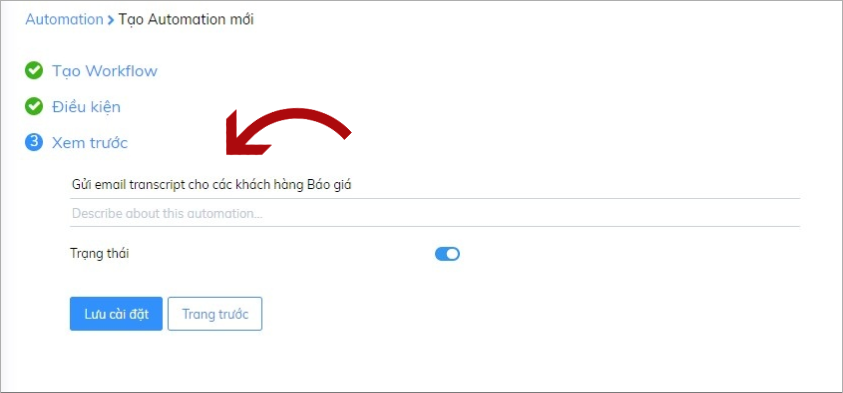 Automation > Tạo Automation mới
Tạo Workflow
Điều kiện
3 Xem trước
Gửi email transcript cho các khách hàng Báo giá
Describe about this automation...
Trạng thái
Lưu cài đặt Trang trước